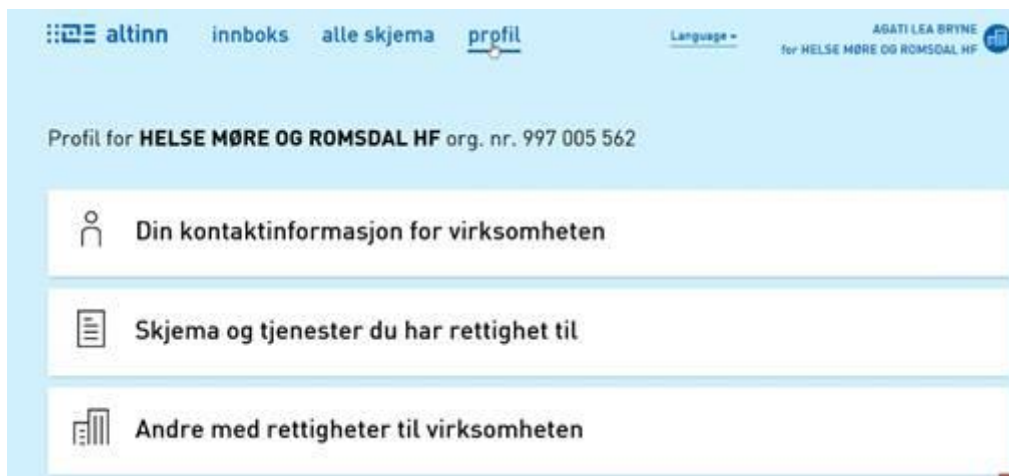 altinn innboks alle skjema profil Language AGATI LEA BRYNE
for HELSE MØRE OG ROMSDAL HF
Profil for HELSE MØRE OG ROMSDAL HF org. nr. 997 005 562
Din kontaktinformasjon for virksomheten
Skjema og tjenester du har rettighet til
Andre med rettigheter til virksomheten